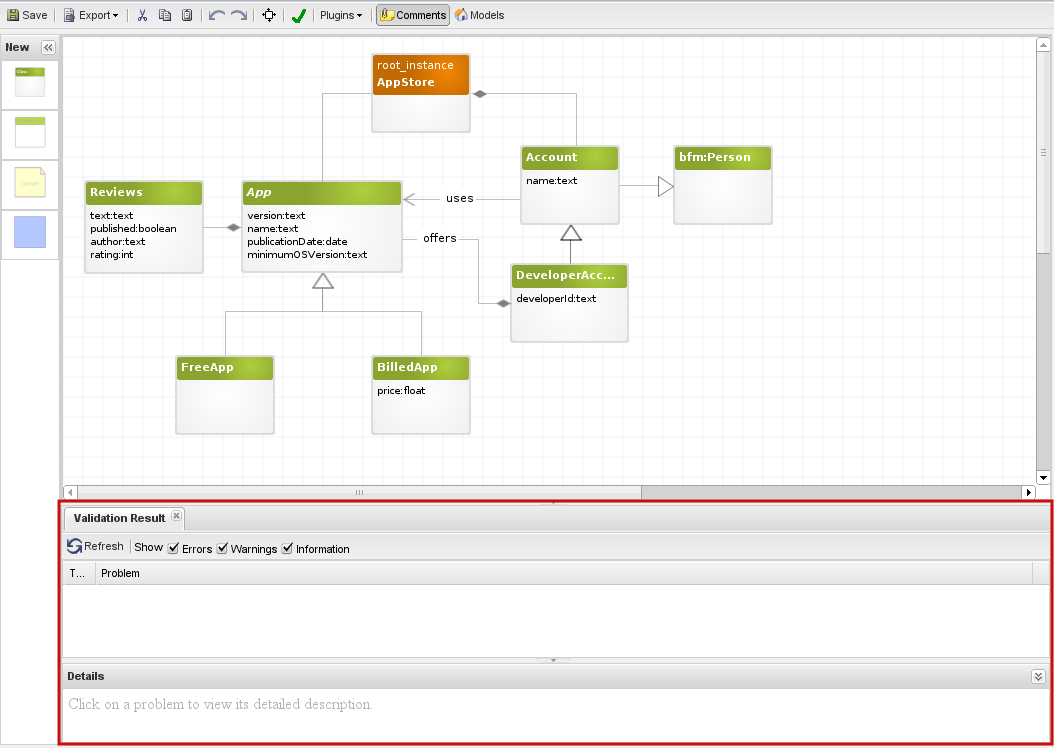 Save Export Plugins Comments Models
New
Class
root_instance
AppStore
Account
name:text
bfm:Person
Reviews
text:text
published:boolean
author:text
rating:int
App
version:text
name:text
publicationDate:date
minimumOSVersion:text
uses
offers
DeveloperAcc...
developerId:text
FreeApp
BilledApp
price:float
Validation Result
Refresh Show Errors Warnings Information
T... Problem
Details
Click on a problem to view its detailed description.